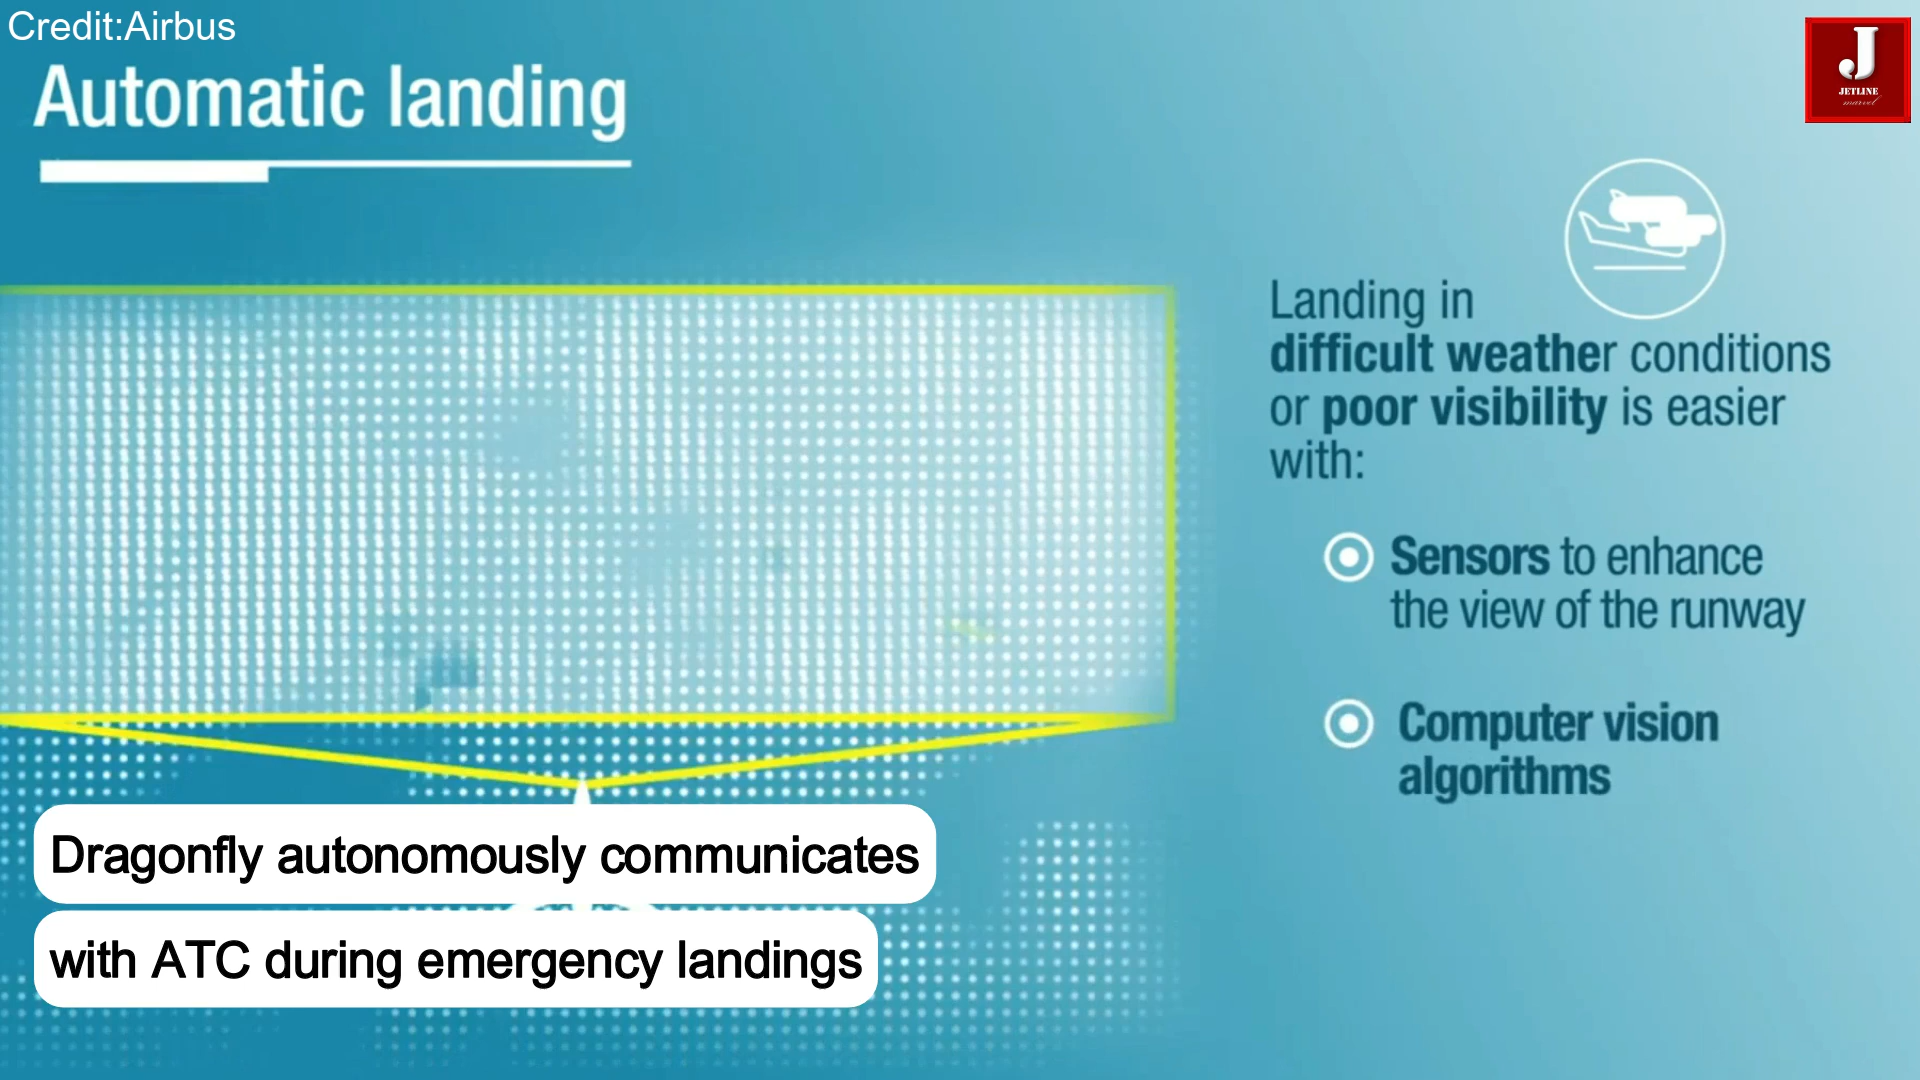 Credit:Airbus
Automatic landing
J
JETLINE
marvel
Landing in
difficult weather conditions
or poor visibility is easier
with:
Sensors to enhance
the view of the runway
Computer vision
algorithms
Dragonfly autonomously communicates
with ATC during emergency landings